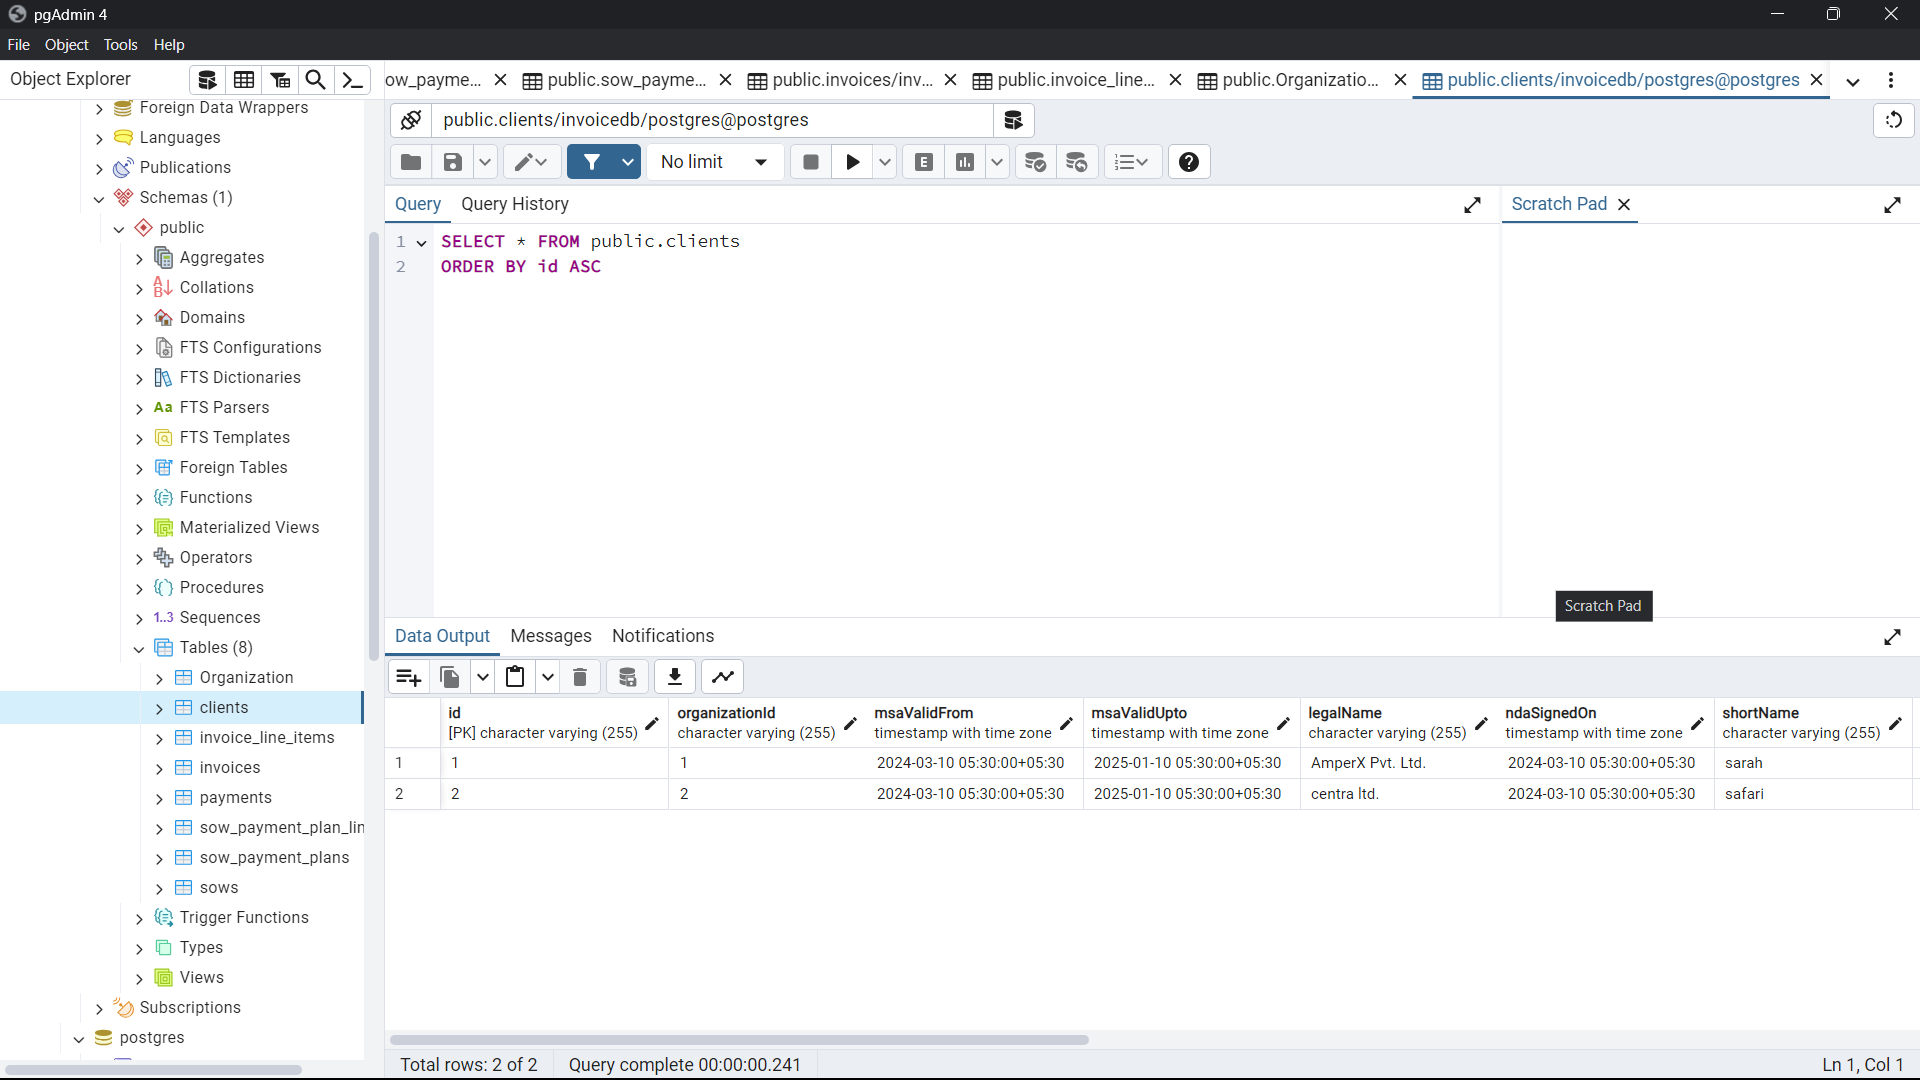 pgAdmin 4
File Object Tools Help
Object Explorer
ow_payme... public.sow_payme... public.invoices/inv... public.invoice_line... public.Organizatio... public.clients/invoicedb/postgres@postgres
public.clients/invoicedb/postgres@postgres
No limit
E
Query Query History
Scratch Pad
1 SELECT * FROM public.clients
2 ORDER BY id ASC
Foreign Data Wrappers
Languages
Publications
Schemas (1)
public
Aggregates
Collations
Domains
FTS Configurations
FTS Dictionaries
Aa FTS Parsers
FTS Templates
Foreign Tables
Functions
Materialized Views
Operators
Procedures
1..3 Sequences
Tables (8)
Organization
clients
invoice_line_items
invoices
payments
sow_payment_plan_lin
sow_payment_plans
sows
Trigger Functions
Types
Views
Subscriptions
postgres
Scratch Pad
Data Output Messages Notifications
id organizationId msaValidFrom msaValidUpto legalName ndaSignedOn shortName
[PK] character varying (255) character varying (255) timestamp with time zone timestamp with time zone character varying (255) timestamp with time zone character varying (255)
1 1 1 2024-03-10 05:30:00+05:30 2025-01-10 05:30:00+05:30 AmperX Pvt. Ltd. 2024-03-10 05:30:00+05:30 sarah
2 2 2 2024-03-10 05:30:00+05:30 2025-01-10 05:30:00+05:30 centra ltd. 2024-03-10 05:30:00+05:30 safari
Total rows: 2 of 2 Query complete 00:00:00.241
Ln 1, Col 1